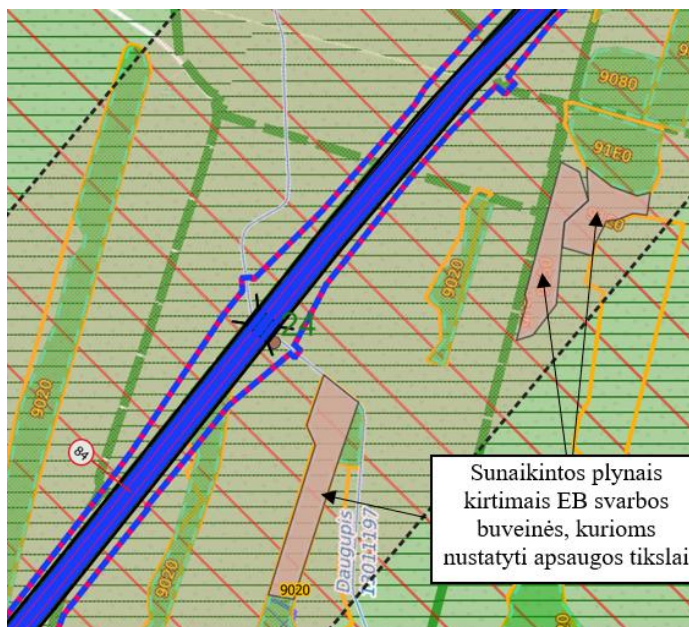 9080
91E0
9020
9020
24
84
9020
9020
Daugupis
12011197
Sunaikintos plynais
kirtimais EB svarbos
buveinės, kurioms
nustatyti apsaugos tikslai